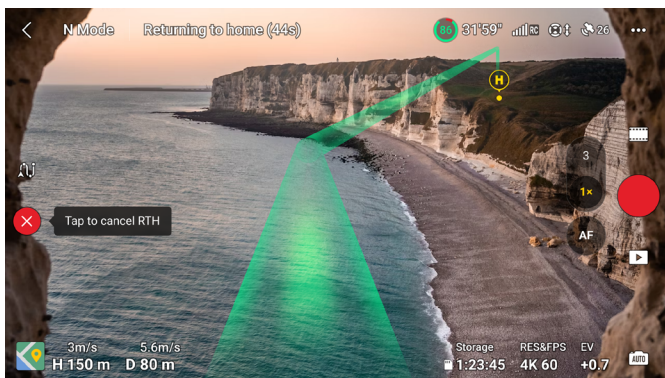 N Mode Returning to home (44s) 86 31'59" RC 26
H
3
1×
Tap to cancel RTH
AF
3m/s 5.6m/s Storage RES&FPS EV
H 150 m D 80 m 1:23:45 4K 60 +0.7 AUTO